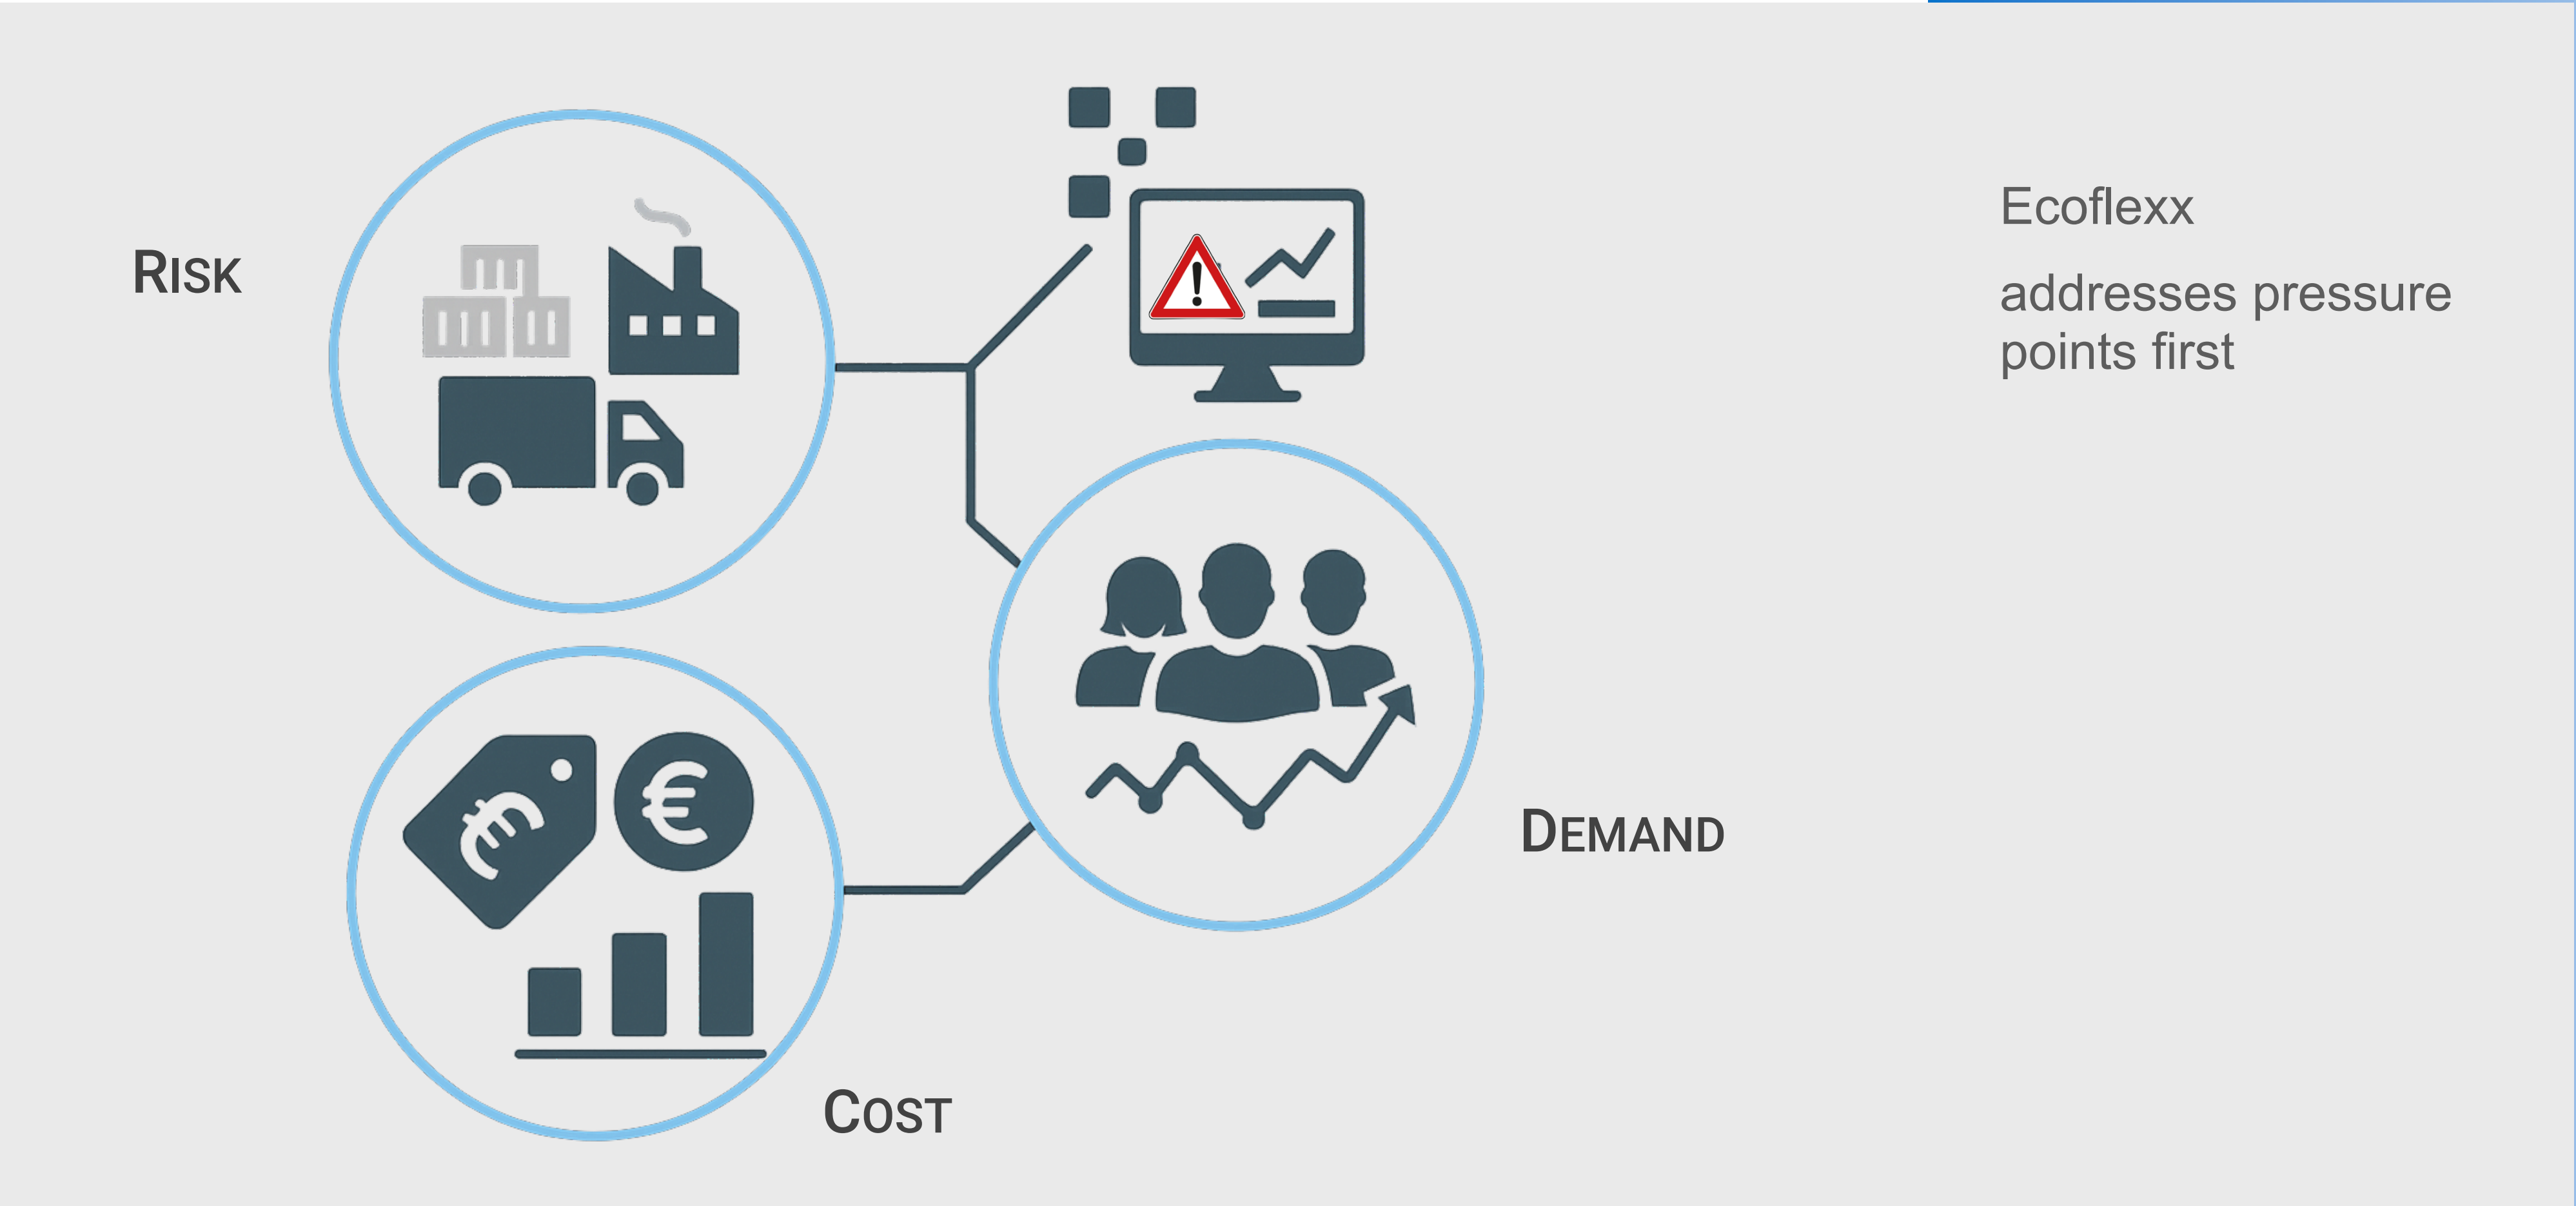 RISK
Ecoflexx
addresses pressure
points first
€
€
DEMAND
COST